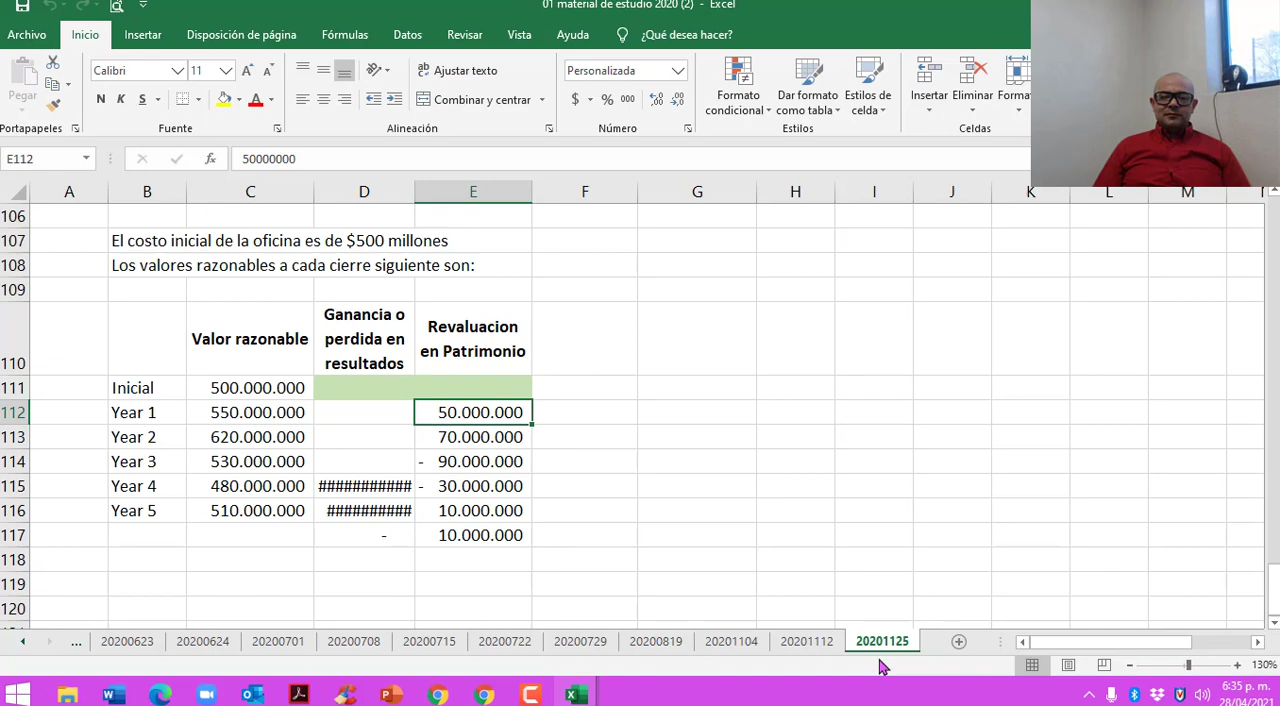 01 material de estudio 2020 (2) - Excel
Archivo Inicio Insertar Disposición de página Fórmulas Datos Revisar Vista Ayuda ¿Qué desea hacer?
Pegar
Calibri 11
N K S
Ajustar texto
Combinar y centrar
Personalizada
$ % 000
Formato condicional
Dar formato como tabla
Estilos de celda
Insertar Eliminar Format
Portapapeles Fuente Alineación Número Estilos Celdas
E112 fx 50000000
A B C D E F G H I J K L M
106
107 El costo inicial de la oficina es de $500 millones
108 Los valores razonables a cada cierre siguiente son:
109
110 Valor razonable Ganancia o perdida en resultados Revaluacion en Patrimonio
111 Inicial 500.000.000
112 Year 1 550.000.000 50.000.000
113 Year 2 620.000.000 70.000.000
114 Year 3 530.000.000 - 90.000.000
115 Year 4 480.000.000 ########### - 30.000.000
116 Year 5 510.000.000 ########## 10.000.000
117 - 10.000.000
118
119
120
... 20200623 20200624 20200701 20200708 20200715 20200722 20200729 20200819 20201104 20201112 20201125
130%
6:35 p. m.
28/04/2021